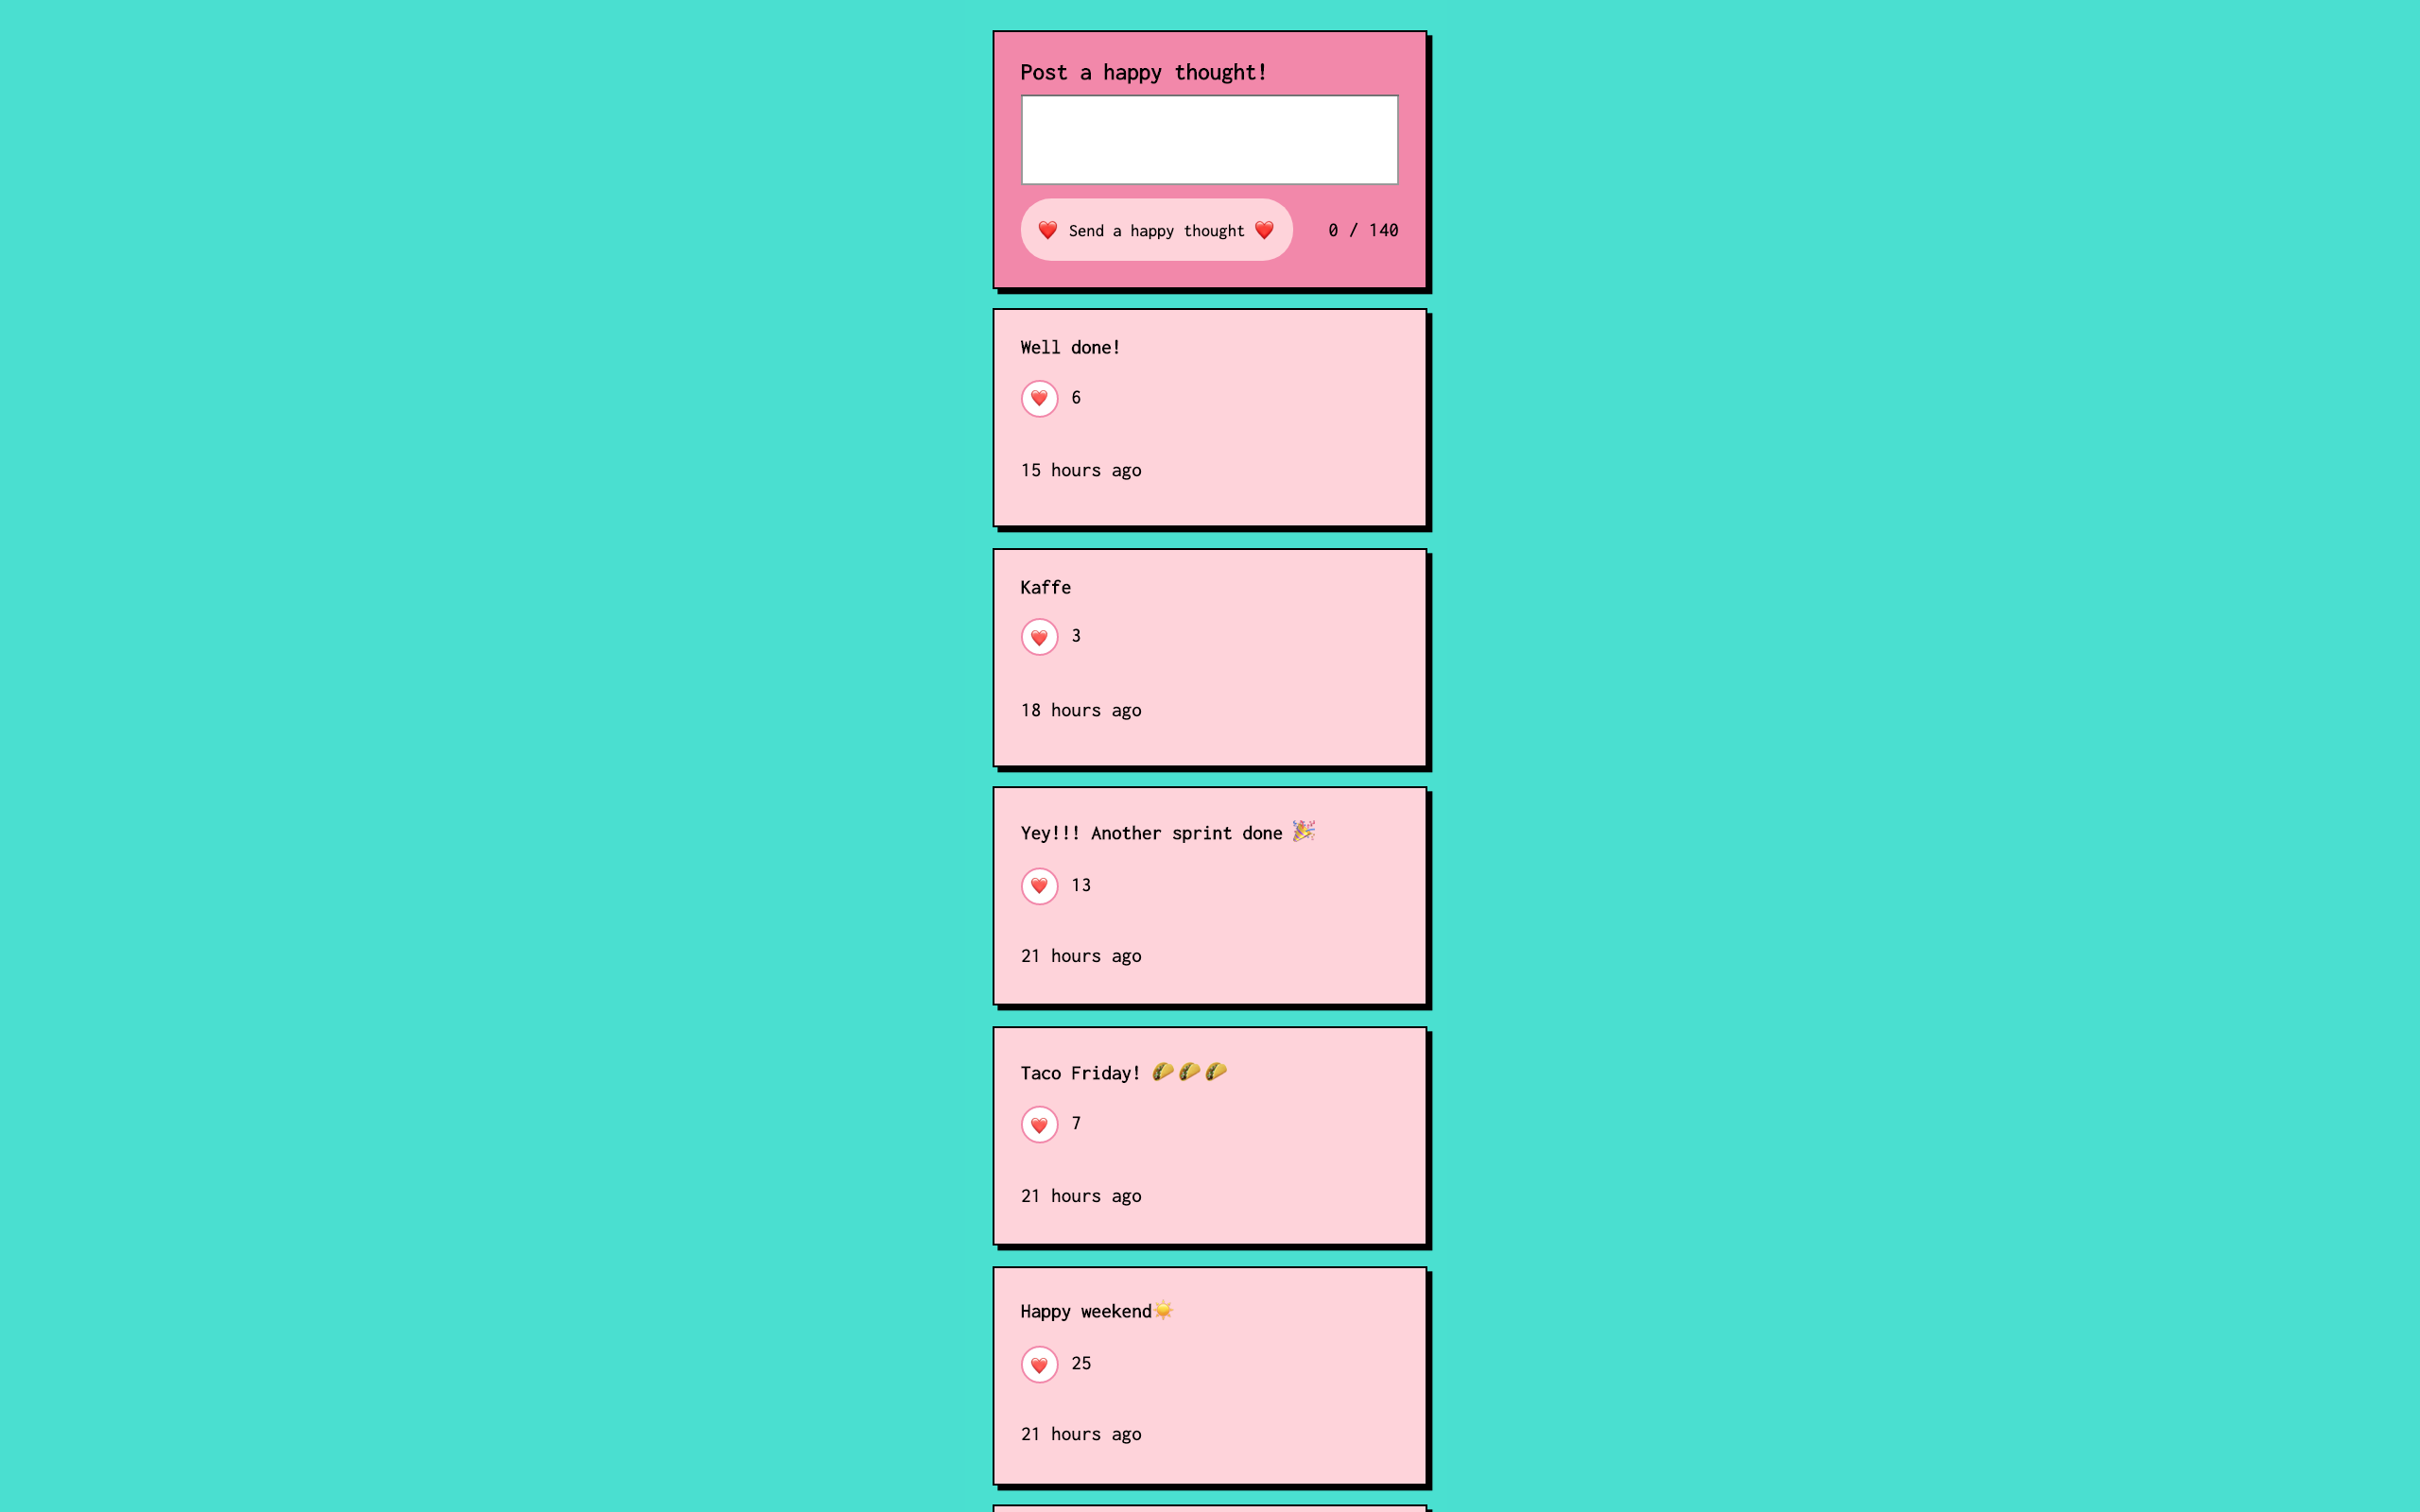 Post a happy thought!
❤️ Send a happy thought ❤️ 0 / 140
Well done!
❤️ 6
15 hours ago
Kaffe
❤️ 3
18 hours ago
Yey!!! Another sprint done 🎉
❤️ 13
21 hours ago
Taco Friday! 🌮🌮🌮
❤️ 7
21 hours ago
Happy weekend☀️
❤️ 25
21 hours ago